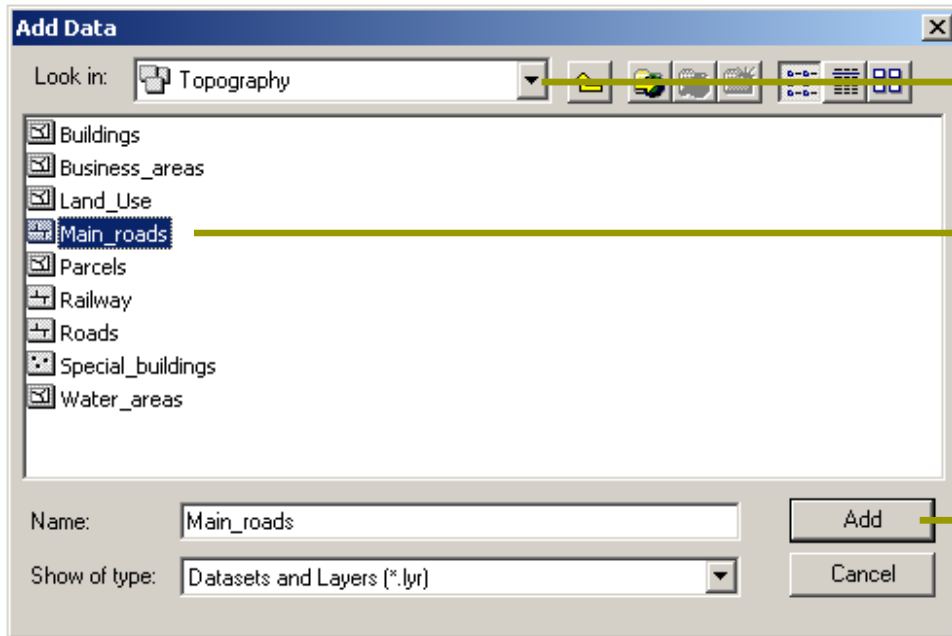 Add Data
Look in: Topography
Buildings
Business_areas
Land_Use
Main_roads
Parcels
Railway
Roads
Special_buildings
Water_areas
Name: Main_roads Add
Show of type: Datasets and Layers (*.lyr) Cancel